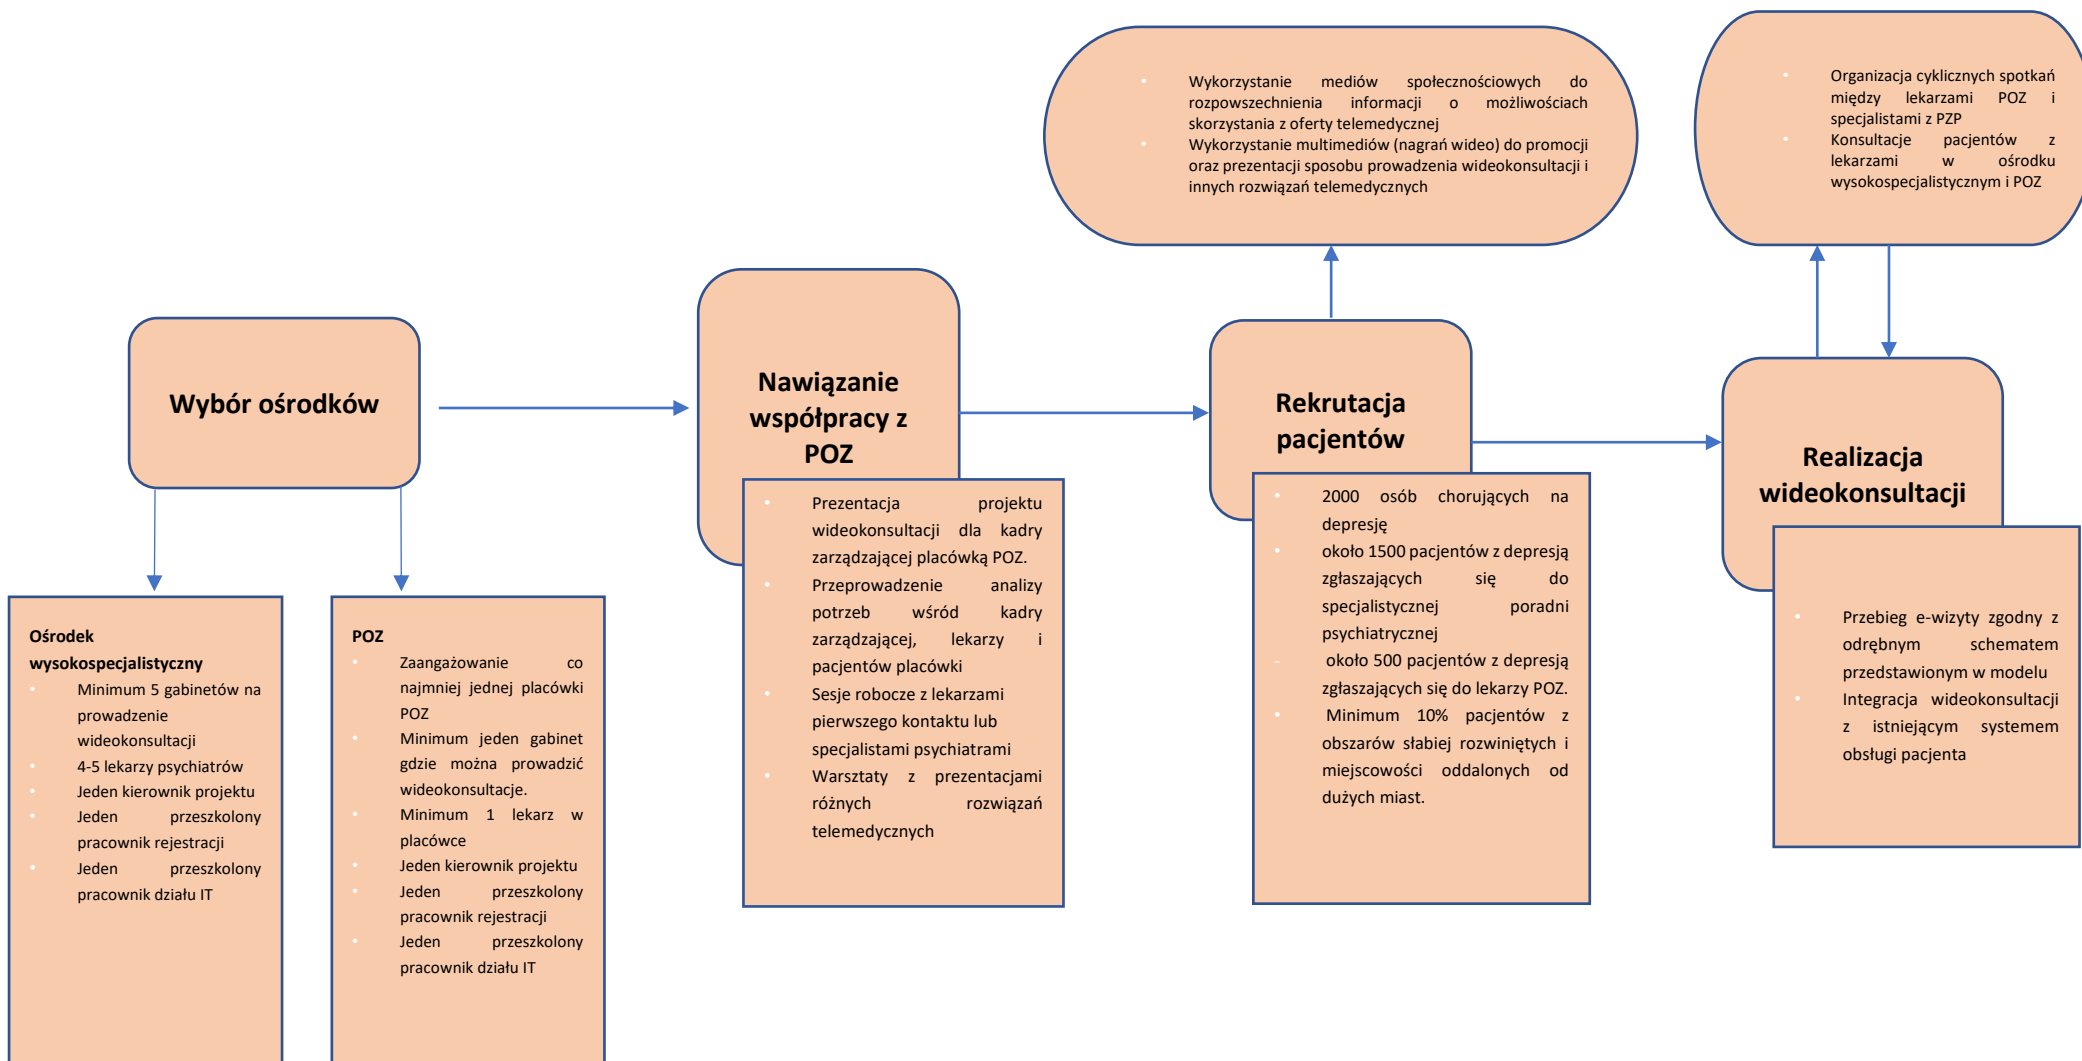 Wybór ośrodków
Ośrodek
wysokospecjalistyczny
• Minimum 5 gabinetów na
prowadzenie
wideokonsultacji
• 4-5 lekarzy psychiatrów
• Jeden kierownik projektu
• Jeden przeszkolony
pracownik rejestracji
• Jeden przeszkolony
pracownik działu IT
POZ
• Zaangażowanie co
najmniej jednej placówki
POZ
• Minimum jeden gabinet
gdzie można prowadzić
wideokonsultacje.
• Minimum 1 lekarz w
placówce
• Jeden kierownik projektu
• Jeden przeszkolony
pracownik rejestracji
• Jeden przeszkolony
pracownik działu IT
Nawiązanie
współpracy z
POZ
• Prezentacja projektu
wideokonsultacji dla kadry
zarządzającej placówką POZ.
• Przeprowadzenie analizy
potrzeb wśród kadry
zarządzającej, lekarzy i
pacjentów placówki
• Sesje robocze z lekarzami
pierwszego kontaktu lub
specjalistami psychiatrami
• Warsztaty z prezentacjami
różnych rozwiązań
telemedycznych
• Wykorzystanie mediów społecznościowych do
rozpowszechnienia informacji o możliwościach
skorzystania z oferty telemedycznej
• Wykorzystanie multimediów (nagrań wideo) do promocji
oraz prezentacji sposobu prowadzenia wideokonsultacji i
innych rozwiązań telemedycznych
Rekrutacja
pacjentów
• 2000 osób chorujących na
depresję
• około 1500 pacjentów z depresją
zgłaszających się do
specjalistycznej poradni
psychiatrycznej
- około 500 pacjentów z depresją
zgłaszających się do lekarzy POZ.
• Minimum 10% pacjentów z
obszarów słabiej rozwiniętych i
miejscowości oddalonych od
dużych miast.
• Organizacja cyklicznych spotkań
między lekarzami POZ i
specjalistami z PZP
• Konsultacje pacjentów z
lekarzami w ośrodku
wysokospecjalistycznym i POZ
Realizacja
wideokonsultacji
• Przebieg e-wizyty zgodny z
odrębnym schematem
przedstawionym w modelu
• Integracja wideokonsultacji
z istniejącym systemem
obsługi pacjenta